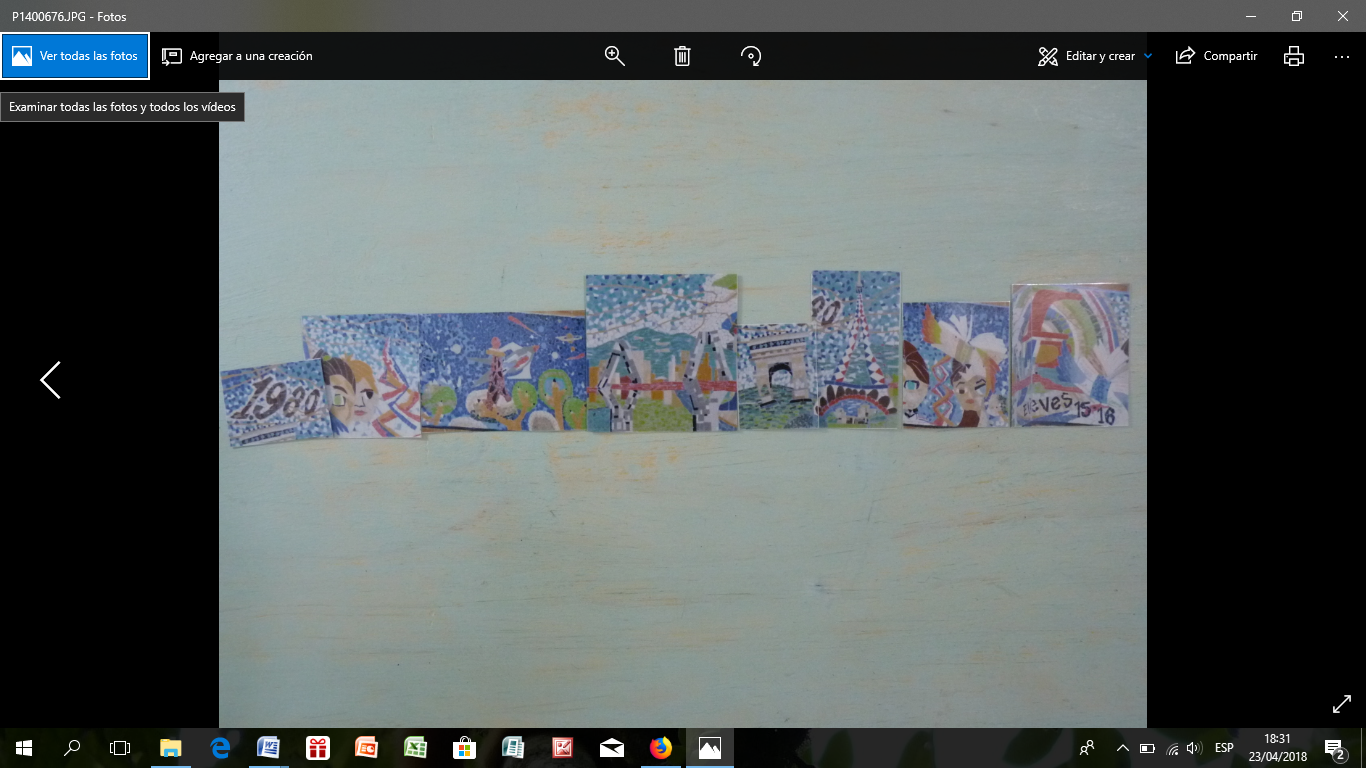 P1400676.JPG - Fotos
Ver todas las fotos
Agregar a una creación
Editar y crear
Compartir
Examinar todas las fotos y todos los vídeos
1980
15-16
ESP
18:31
23/04/2018
2